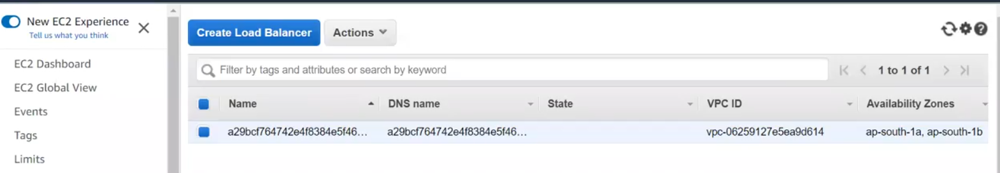 New EC2 Experience
Tell us what you think
EC2 Dashboard
EC2 Global View
Events
Tags
Limits
Create Load Balancer Actions
Filter by tags and attributes or search by keyword 1 to 1 of 1
Name DNS name State VPC ID Availability Zones
a29bcf764742e4f8384e5f46... a29bcf764742e4f8384e5f46... vpc-06259127e5ea9d614 ap-south-1a, ap-south-1b